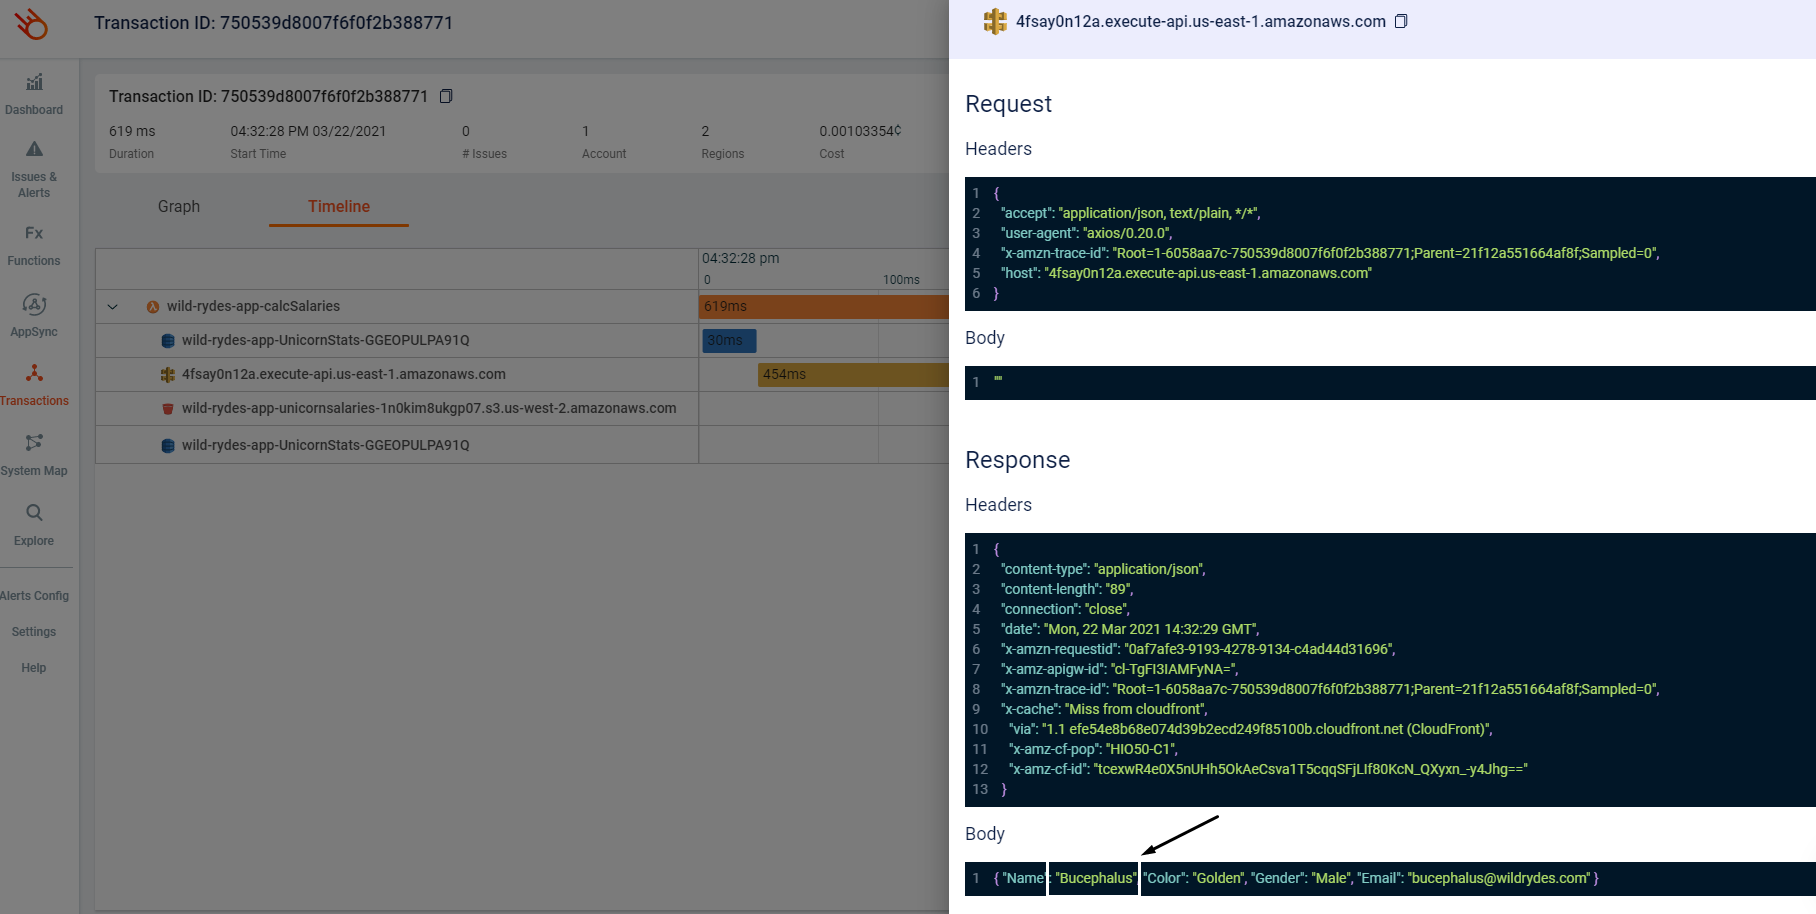 Transaction ID: 750539d8007f6f0f2b388771
Dashboard
Issues &
Alerts
Fx
Functions
AppSync
Transactions
System Map
Explore
Alerts Config
Settings
Help
Transaction ID: 750539d8007f6f0f2b388771
619 ms 04:32:28 PM 03/22/2021 0 1 2 0.00103354¢
Duration Start Time # Issues Account Regions Cost
Graph Timeline
04:32:28 pm
0 100ms
wild-rydes-app-calcSalaries 619ms
wild-rydes-app-UnicornStats-GGEOPULPA91Q 30ms
4fsay0n12a.execute-api.us-east-1.amazonaws.com 454ms
wild-rydes-app-unicornsalaries-1n0kim8ukgp07.s3.us-west-2.amazonaws.com
wild-rydes-app-UnicornStats-GGEOPULPA91Q
4fsay0n12a.execute-api.us-east-1.amazonaws.com
Request
Headers
1 {
2 "accept": "application/json, text/plain, */*",
3 "user-agent": "axios/0.20.0",
4 "x-amzn-trace-id": "Root=1-6058aa7c-750539d8007f6f0f2b388771;Parent=21f12a551664af8f;Sampled=0",
5 "host": "4fsay0n12a.execute-api.us-east-1.amazonaws.com"
6 }
Body
1 ""
Response
Headers
1 {
2 "content-type": "application/json",
3 "content-length": "89",
4 "connection": "close",
5 "date": "Mon, 22 Mar 2021 14:32:29 GMT",
6 "x-amzn-requestid": "0af7afe3-9193-4278-9134-c4ad44d31696",
7 "x-amz-apigw-id": "cl-TgFI3IAMFyNA=",
8 "x-amzn-trace-id": "Root=1-6058aa7c-750539d8007f6f0f2b388771;Parent=21f12a551664af8f;Sampled=0",
9 "x-cache": "Miss from cloudfront",
10 "via": "1.1 efe54e8b68e074d39b2ecd249f85100b.cloudfront.net (CloudFront)",
11 "x-amz-cf-pop": "HIO50-C1",
12 "x-amz-cf-id": "tcexwR4e0X5nUHh5OkAeCsva1T5cqqSFjLIf80KcN_QXyxn_-y4Jhg=="
13 }
Body
1 { "Name": "Bucephalus", "Color": "Golden", "Gender": "Male", "Email": "bucephalus@wildrydes.com" }